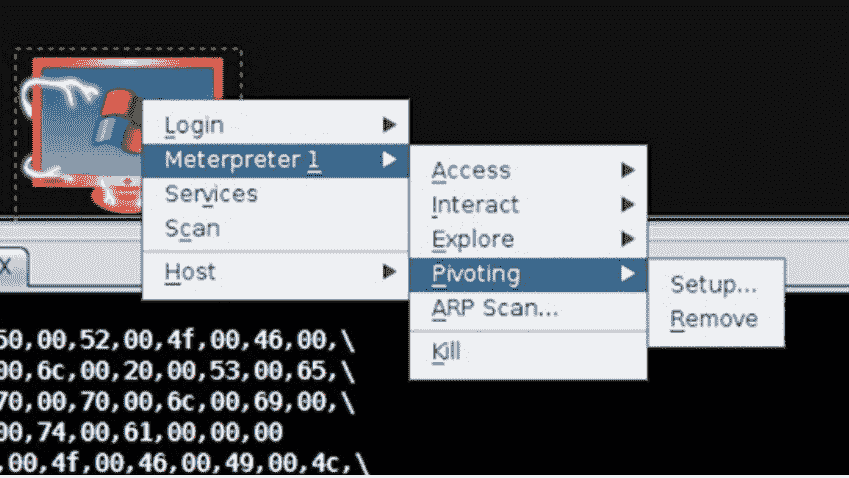 Login
Meterpreter 1
Services
Scan
Host
Access
Interact
Explore
Pivoting
ARP Scan...
Kill
Setup...
Remove
X
50,00,52,00,4f,00,46,00,\
00,6c,00,20,00,53,00,65,\
70,00,70,00,6c,00,69,00,\
00,74,00,61,00,00,00
,00,4f,00,46,00,49,00,4c,\